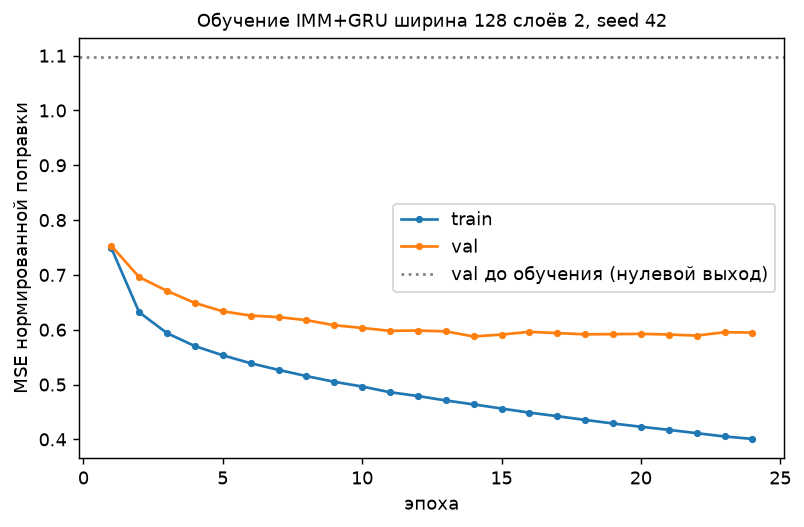 Обучение IMM+GRU ширина 128 слоёв 2, seed 42
MSE нормированной поправки
1.1
1.0
0.9
0.8
0.7
0.6
0.5
0.4
train
val
val до обучения (нулевой выход)
0 5 10 15 20 25
эпоха